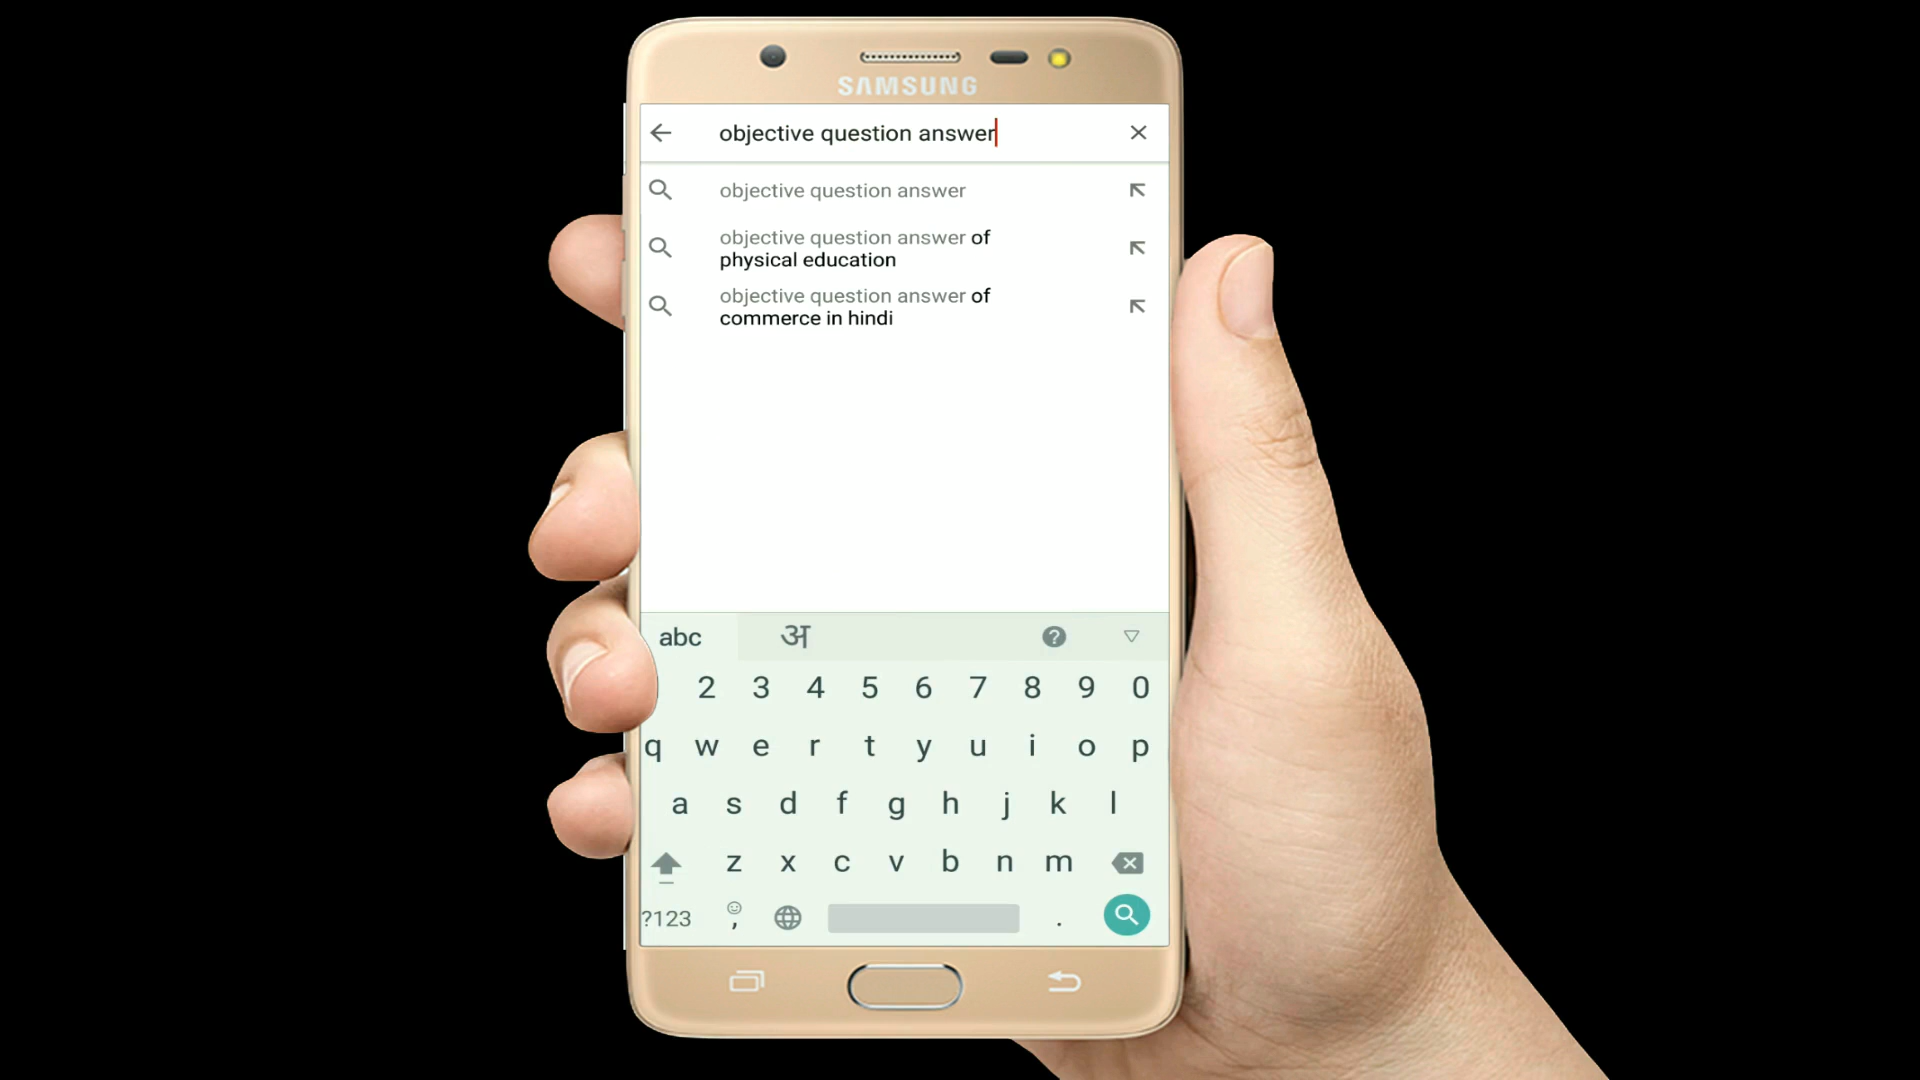 SAMSUNG
objective question answer
objective question answer
objective question answer of
physical education
objective question answer of
commerce in hindi
abc अ ?
2 3 4 5 6 7 8 9 0
q w e r t y u i o p
a s d f g h j k l
z x c v b n m
?123 , .